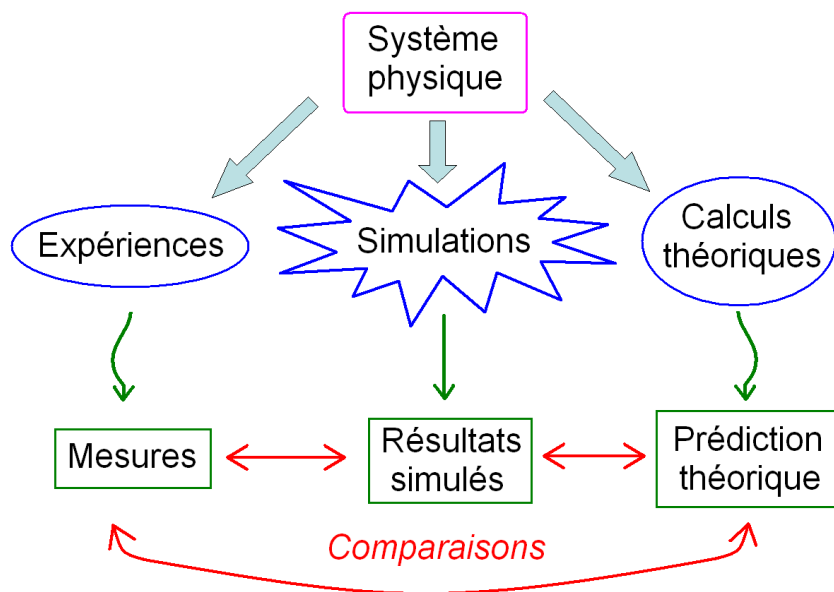 Système
physique
Expériences
Simulations
Calculs
théoriques
Mesures
Résultats
simulés
Prédiction
théorique
Comparaisons